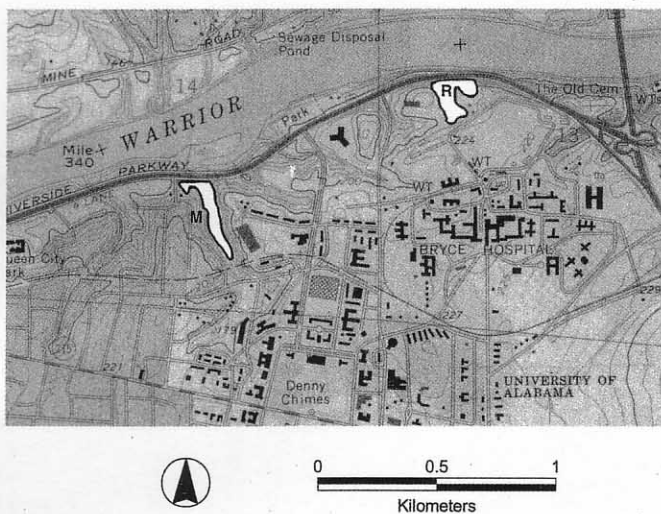 MINE
ROAD
Sewage Disposal
Pond
14
WARRIOR
Mile
340
Park
R
The Old Cem
WT
13
224
PARKWAY
RIVERSIDE
LANE
M
WT
WT
BRYCE HOSPITAL
Queen City
Park
179
227
228
221
Denny
Chimes
UNIVERSITY OF
ALABAMA
0 0.5 1
Kilometers